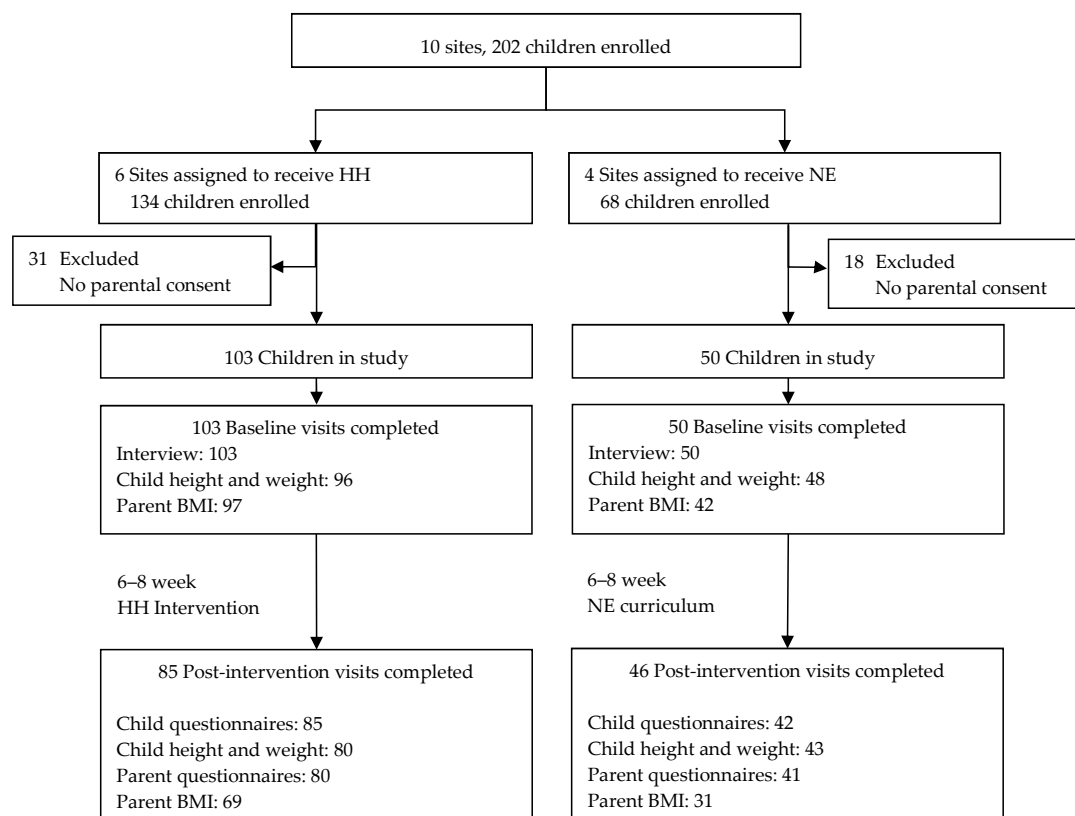 10 sites, 202 children enrolled
6 Sites assigned to receive HH
134 children enrolled
4 Sites assigned to receive NE
68 children enrolled
31 Excluded
No parental consent
18 Excluded
No parental consent
103 Children in study
50 Children in study
103 Baseline visits completed
Interview: 103
Child height and weight: 96
Parent BMI: 97
50 Baseline visits completed
Interview: 50
Child height and weight: 48
Parent BMI: 42
6–8 week
HH Intervention
6–8 week
NE curriculum
85 Post-intervention visits completed
Child questionnaires: 85
Child height and weight: 80
Parent questionnaires: 80
Parent BMI: 69
46 Post-intervention visits completed
Child questionnaires: 42
Child height and weight: 43
Parent questionnaires: 41
Parent BMI: 31